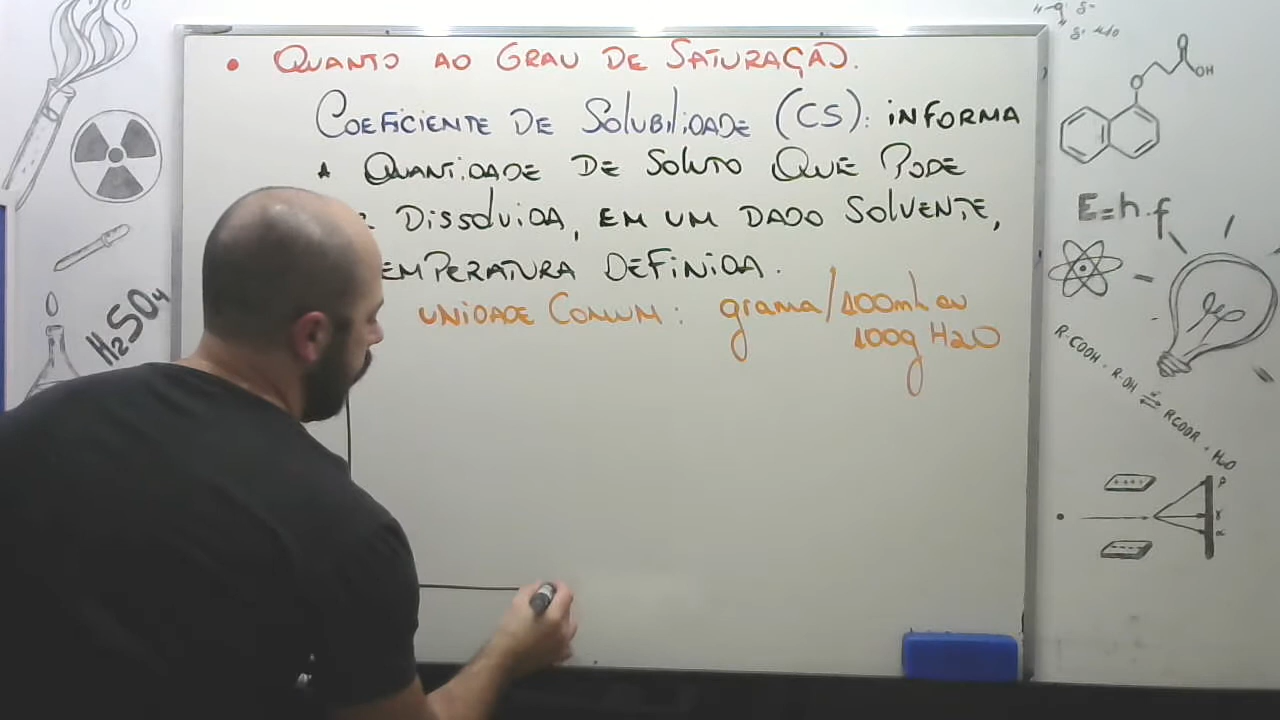 • QUANTO AO GRAU DE SATURAÇÃO.
COEFICIENTE DE SOLUBILIDADE (CS): INFORMA
A QUANTIDADE DE SOLUTO QUE PODE
DISSOLVIDA, EM UM DADO SOLVENTE,
EMPERATURA DEFINIDA.
UNIDADE COMUM: grama/100ml ou
100g H2O
H2SO4
OH
O
E=h.f
R-COOH + R-OH ⇌ RCOOR + H2O
β
γ
α